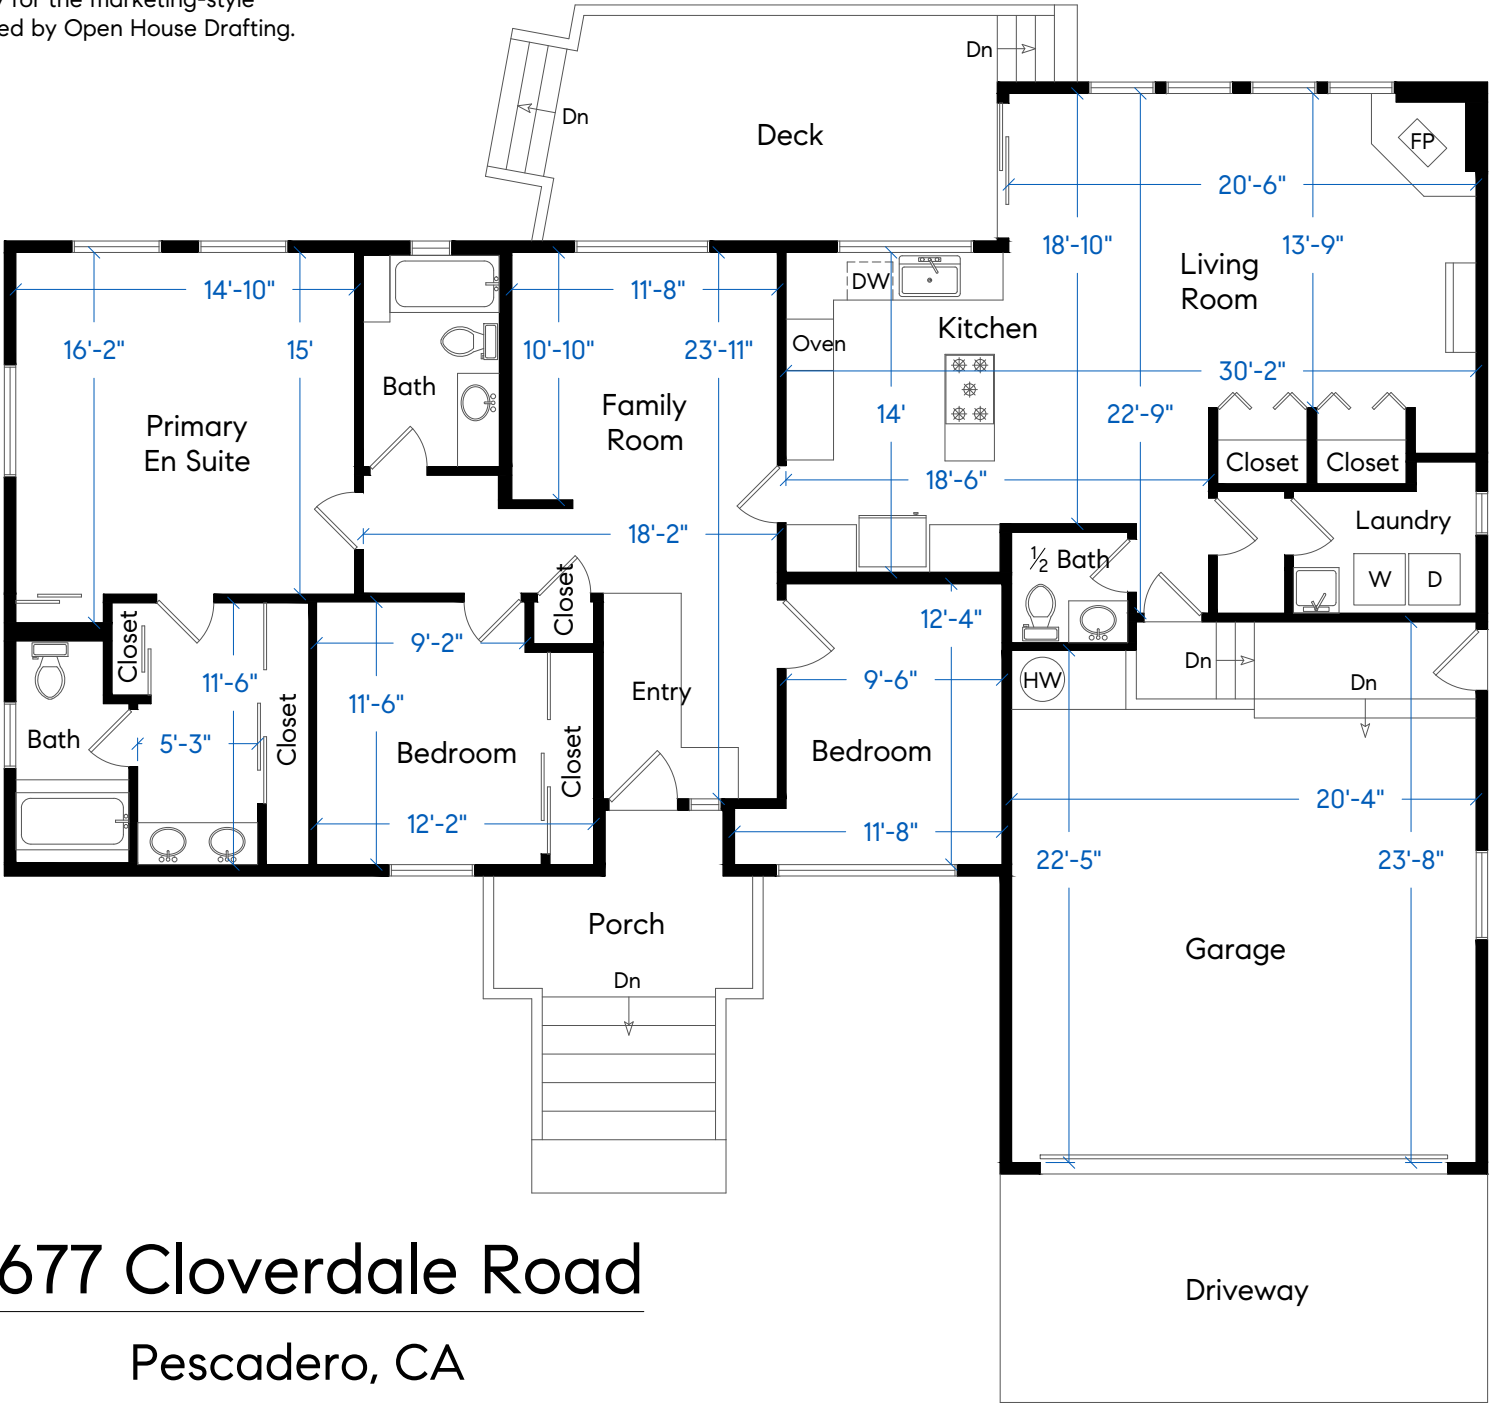 for the marketing-style
by Open House Drafting.
Dn
Dn
Deck
FP
20'-6"
18'-10"
13'-9"
Living
Room
14'-10"
11'-8"
DW
Kitchen
16'-2"
15'
10'-10"
23'-11"
Oven
30'-2"
Bath
Family
Room
14'
22'-9"
Primary
En Suite
Closet
Closet
18'-6"
18'-2"
Laundry
½ Bath
W
D
Closet
12'-4"
Closet
9'-2"
11'-6"
11'-6"
Entry
9'-6"
HW
Dn
Dn
Bath
5'-3"
Closet
Bedroom
Closet
Bedroom
20'-4"
12'-2"
11'-8"
22'-5"
23'-8"
Porch
Garage
Dn
677 Cloverdale Road
Pescadero, CA
Driveway